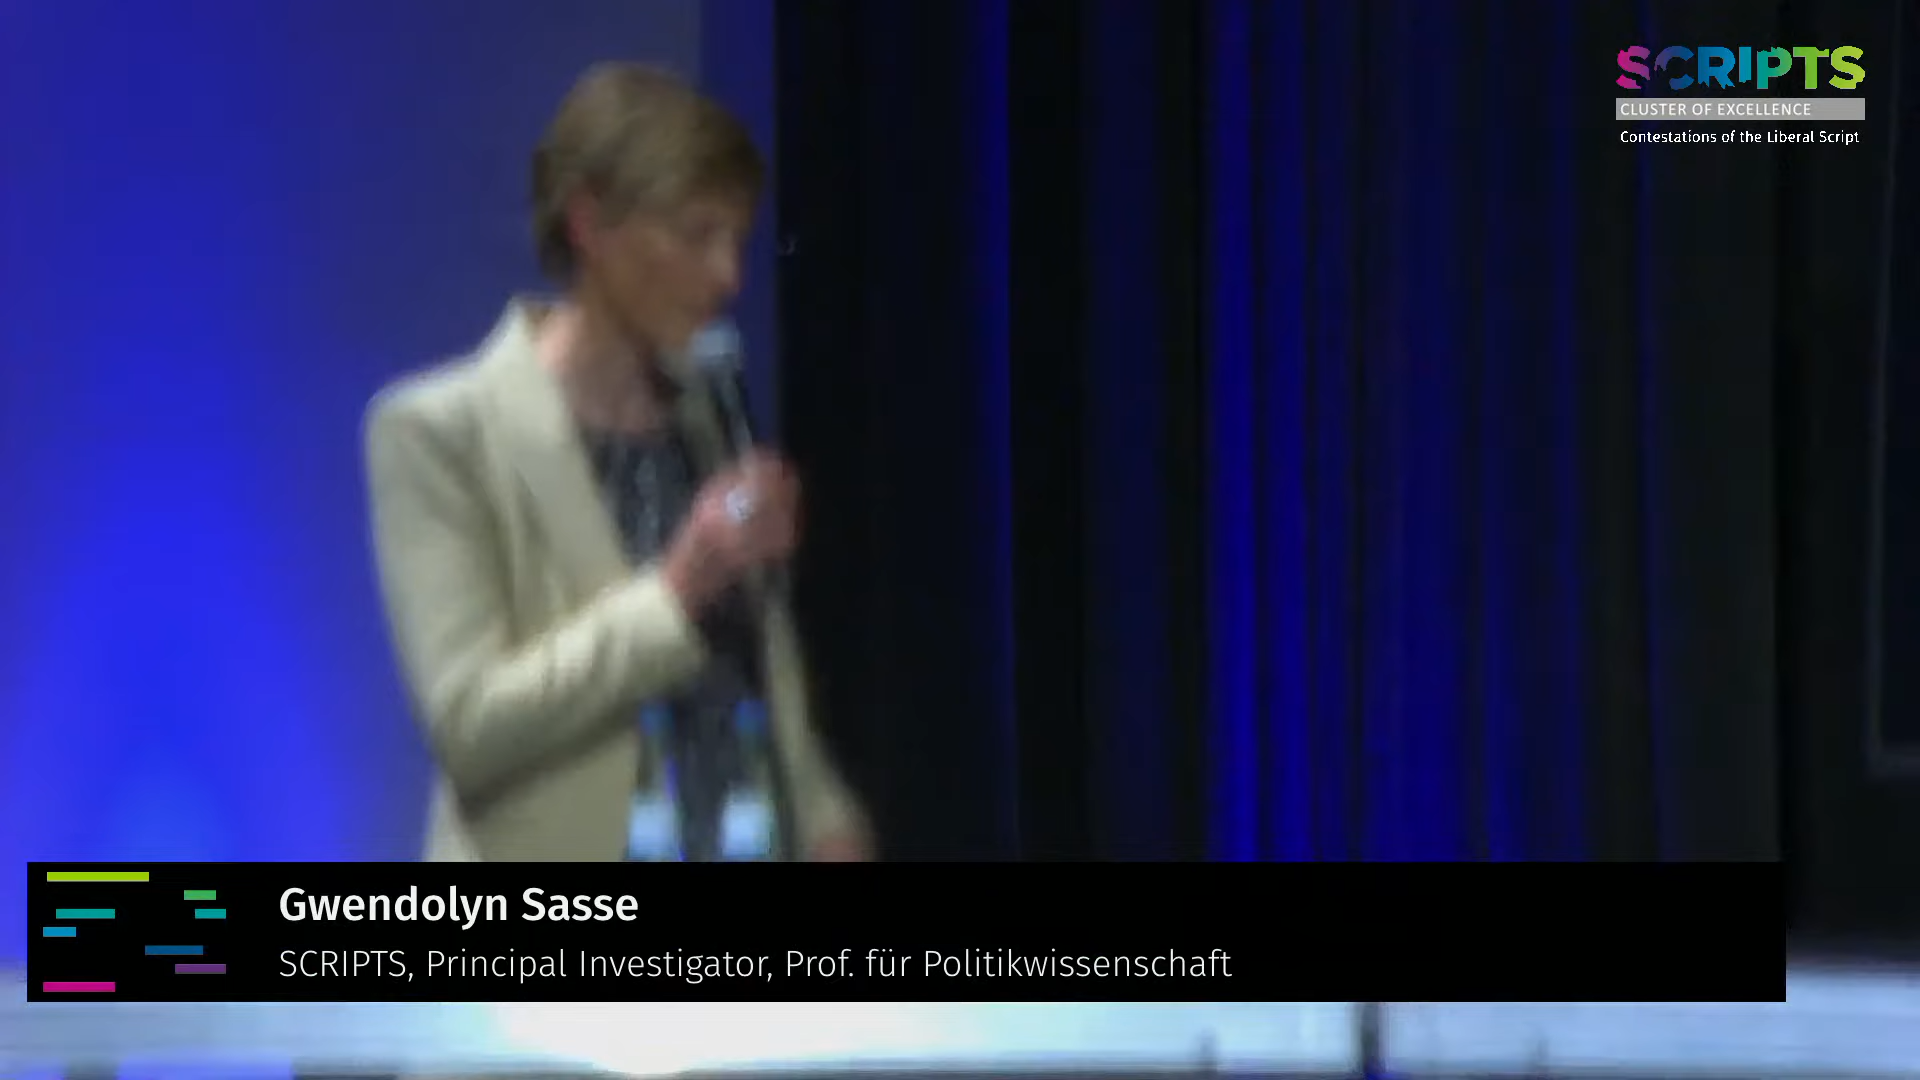 SCRIPTS
CLUSTER OF EXCELLENCE
Contestations of the Liberal Script
Gwendolyn Sasse
SCRIPTS, Principal Investigator, Prof. für Politikwissenschaft